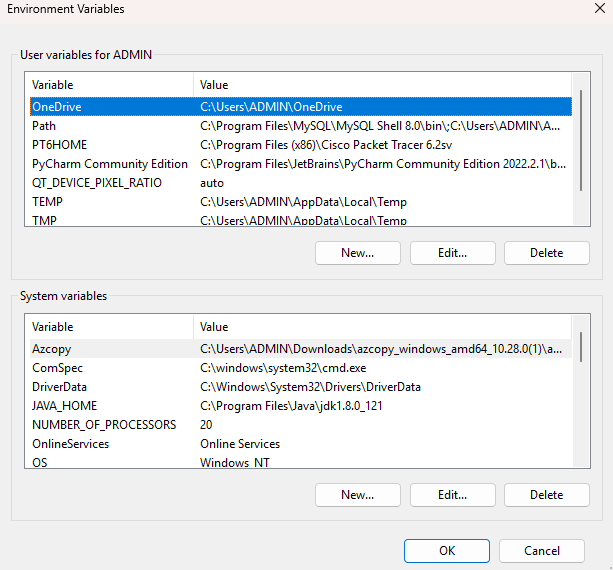 Environment Variables
User variables for ADMIN
Variable Value
OneDrive C:\Users\ADMIN\OneDrive
Path C:\Program Files\MySQL\MySQL Shell 8.0\bin\;C:\Users\ADMIN\A...
PT6HOME C:\Program Files (x86)\Cisco Packet Tracer 6.2sv
PyCharm Community Edition C:\Program Files\JetBrains\PyCharm Community Edition 2022.2.1\b...
QT_DEVICE_PIXEL_RATIO auto
TEMP C:\Users\ADMIN\AppData\Local\Temp
TMP C:\Users\ADMIN\AppData\Local\Temp
New... Edit... Delete
System variables
Variable Value
Azcopy C:\Users\ADMIN\Downloads\azcopy_windows_amd64_10.28.0(1)\a...
ComSpec C:\windows\system32\cmd.exe
DriverData C:\Windows\System32\Drivers\DriverData
JAVA_HOME C:\Program Files\Java\jdk1.8.0_121
NUMBER_OF_PROCESSORS 20
OnlineServices Online Services
OS Windows_NT
New... Edit... Delete
OK Cancel